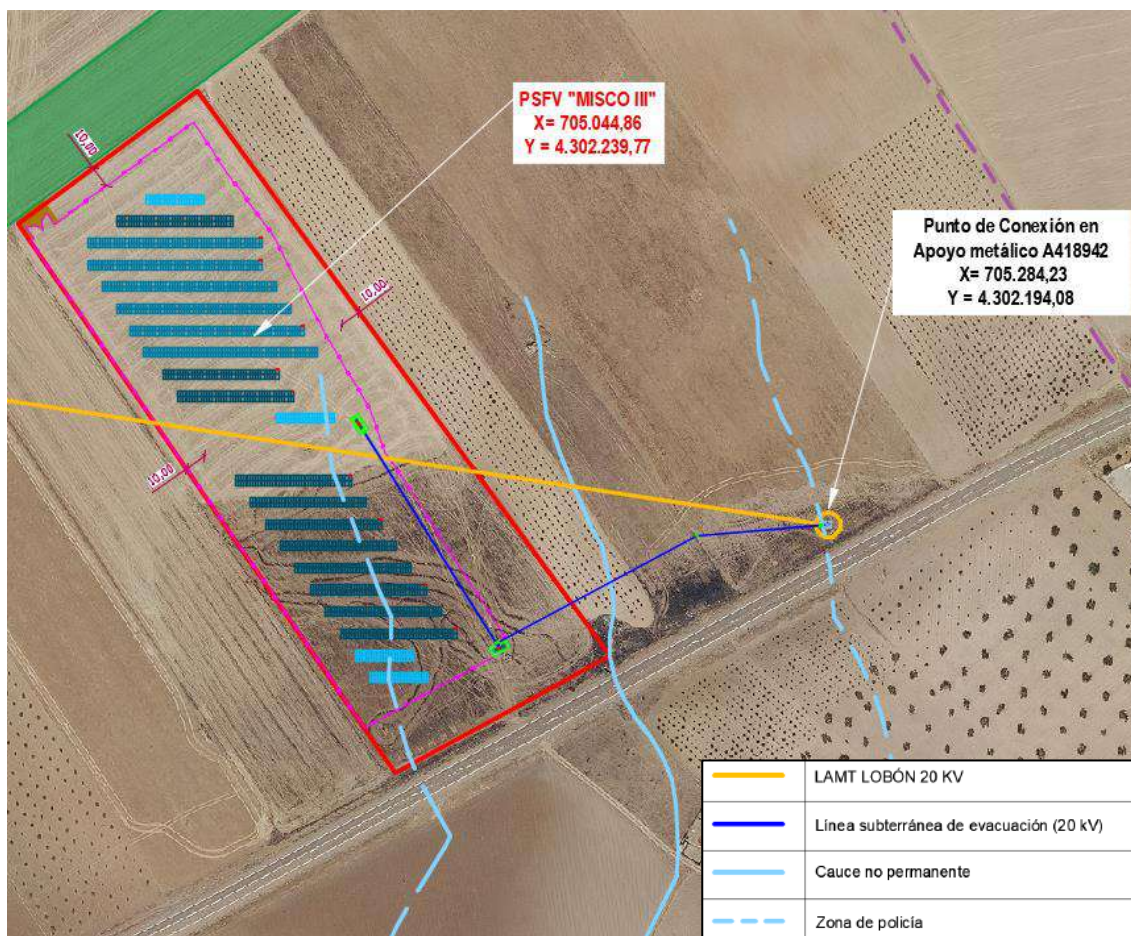 PSFV "MISCO III"
X= 705.044,86
Y = 4.302.239,77
10,00
10,00
10,00
Punto de Conexión en
Apoyo metálico A418942
X= 705.284,23
Y = 4.302.194,08
LAMT LOBÓN 20 KV
Línea subterránea de evacuación (20 kV)
Cauce no permanente
Zona de policía